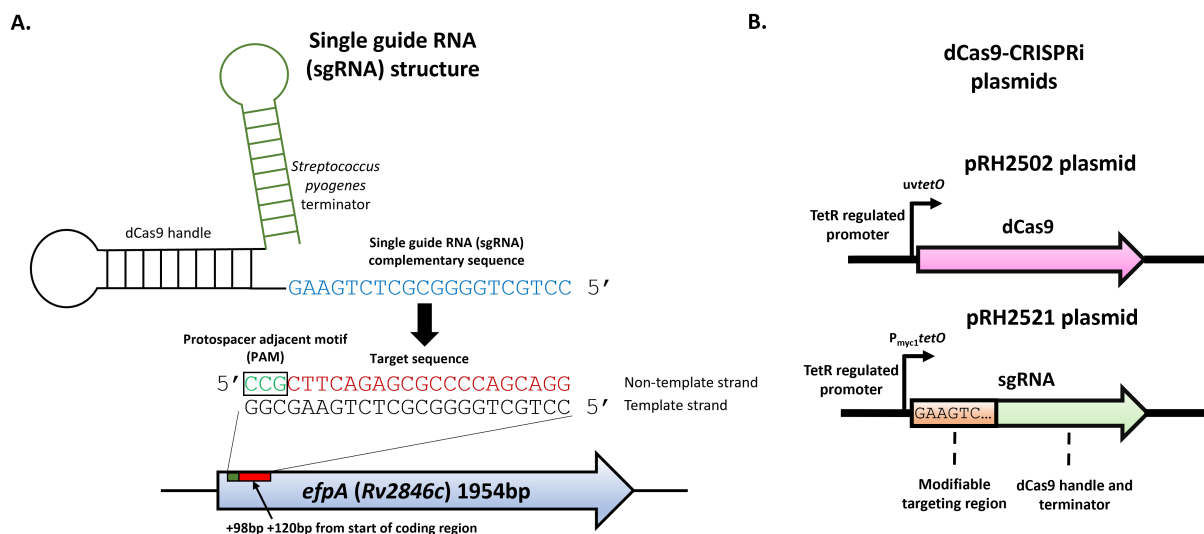 A.
Single guide RNA
(sgRNA) structure
Streptococcus
pyogenes
terminator
dCas9 handle
Single guide RNA (sgRNA)
complementary sequence
GAAGTCTCGCGGGGTCGTCC 5’
Protospacer adjacent motif
(PAM)
Target sequence
5’ CCGCTTCAGAGCGCCCCAGCAGG
Non-template strand
GGCGAAGTCTCGCGGGGTCGTCC 5’
Template strand
efpA (Rv2846c) 1954bp
+98bp +120bp from start of coding region
B.
dCas9-CRISPRi
plasmids
pRH2502 plasmid
uvtetO
TetR regulated
promoter
dCas9
pRH2521 plasmid
Pmyc1tetO
TetR regulated
promoter
sgRNA
GAAGTC…
Modifiable
targeting region
dCas9 handle and
terminator